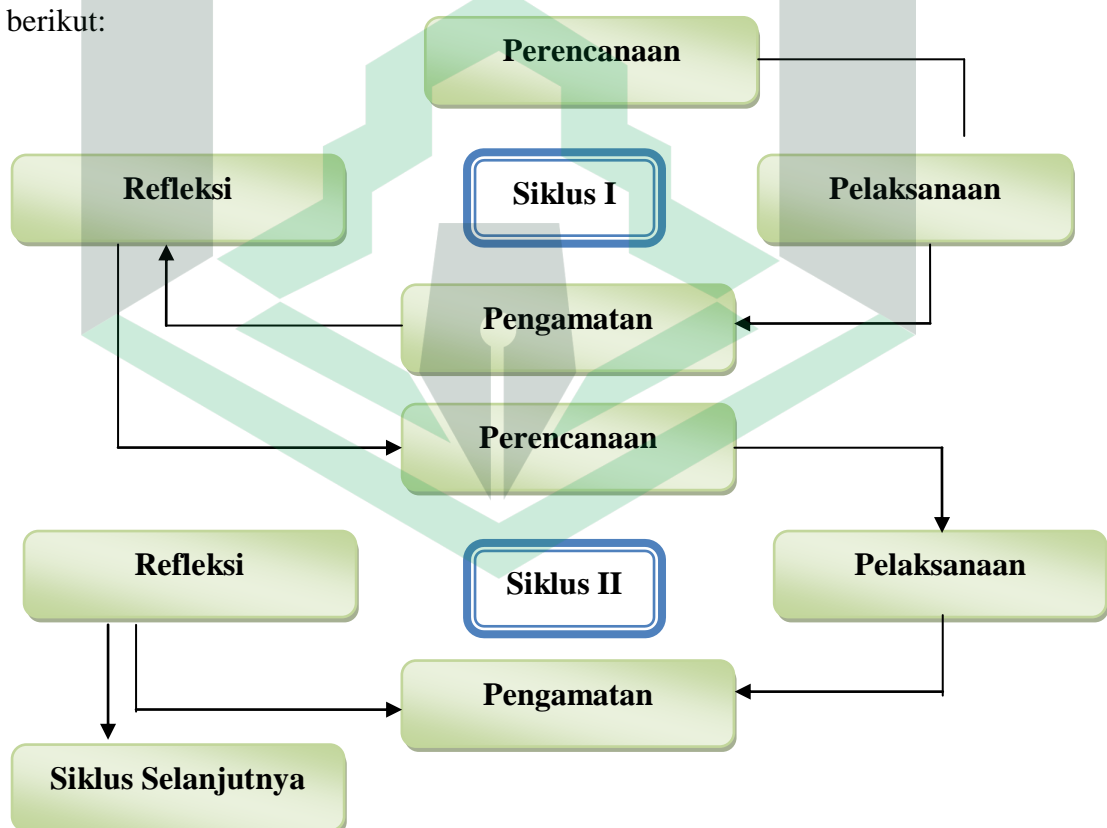 berikut:
Perencanaan
Refleksi
Siklus I
Pelaksanaan
Pengamatan
Perencanaan
Refleksi
Siklus II
Pelaksanaan
Pengamatan
Siklus Selanjutnya